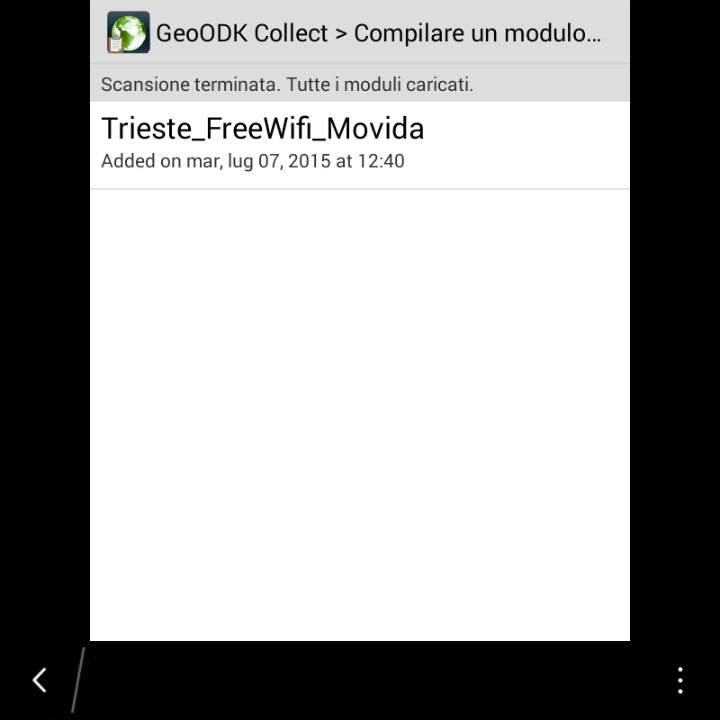 GeoODK Collect > Compilare un modulo...
Scansione terminata. Tutte i moduli caricati.
Trieste_FreeWifi_Movida
Added on mar, lug 07, 2015 at 12:40